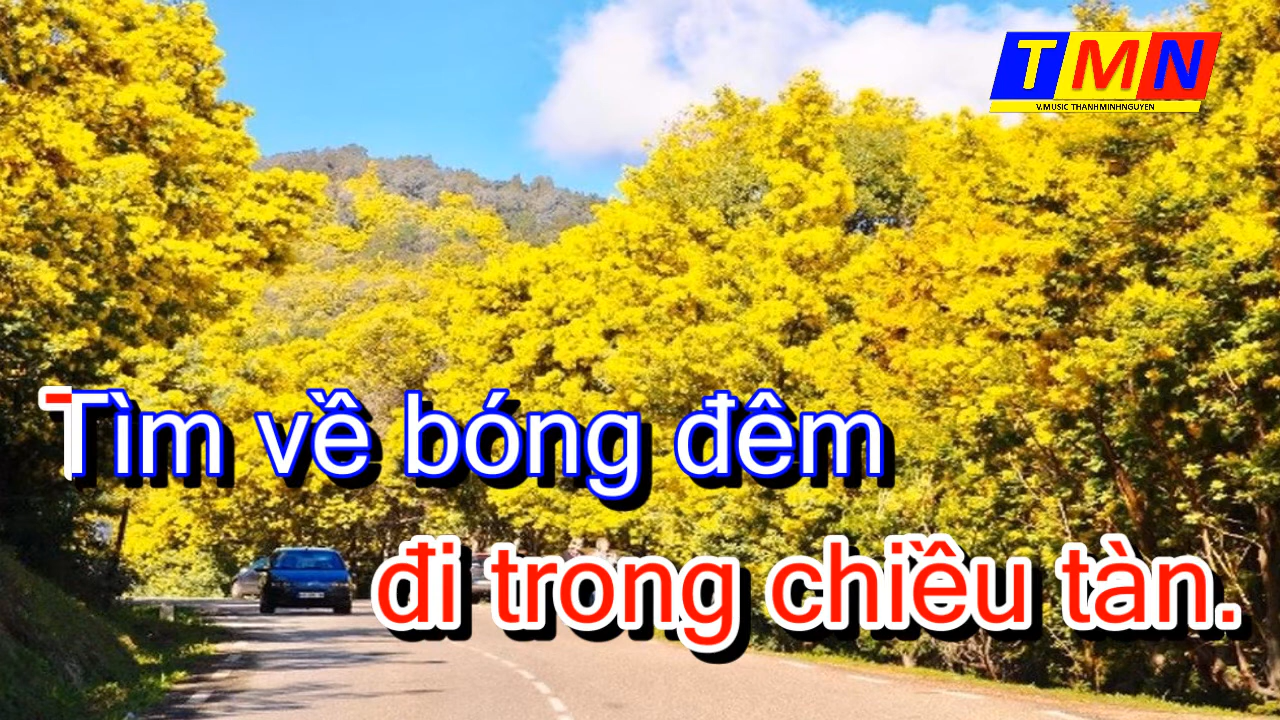 TMN
V.MUSIC THANHMINHNGUYEN
Tìm về bóng đêm
đi trong chiều tàn.